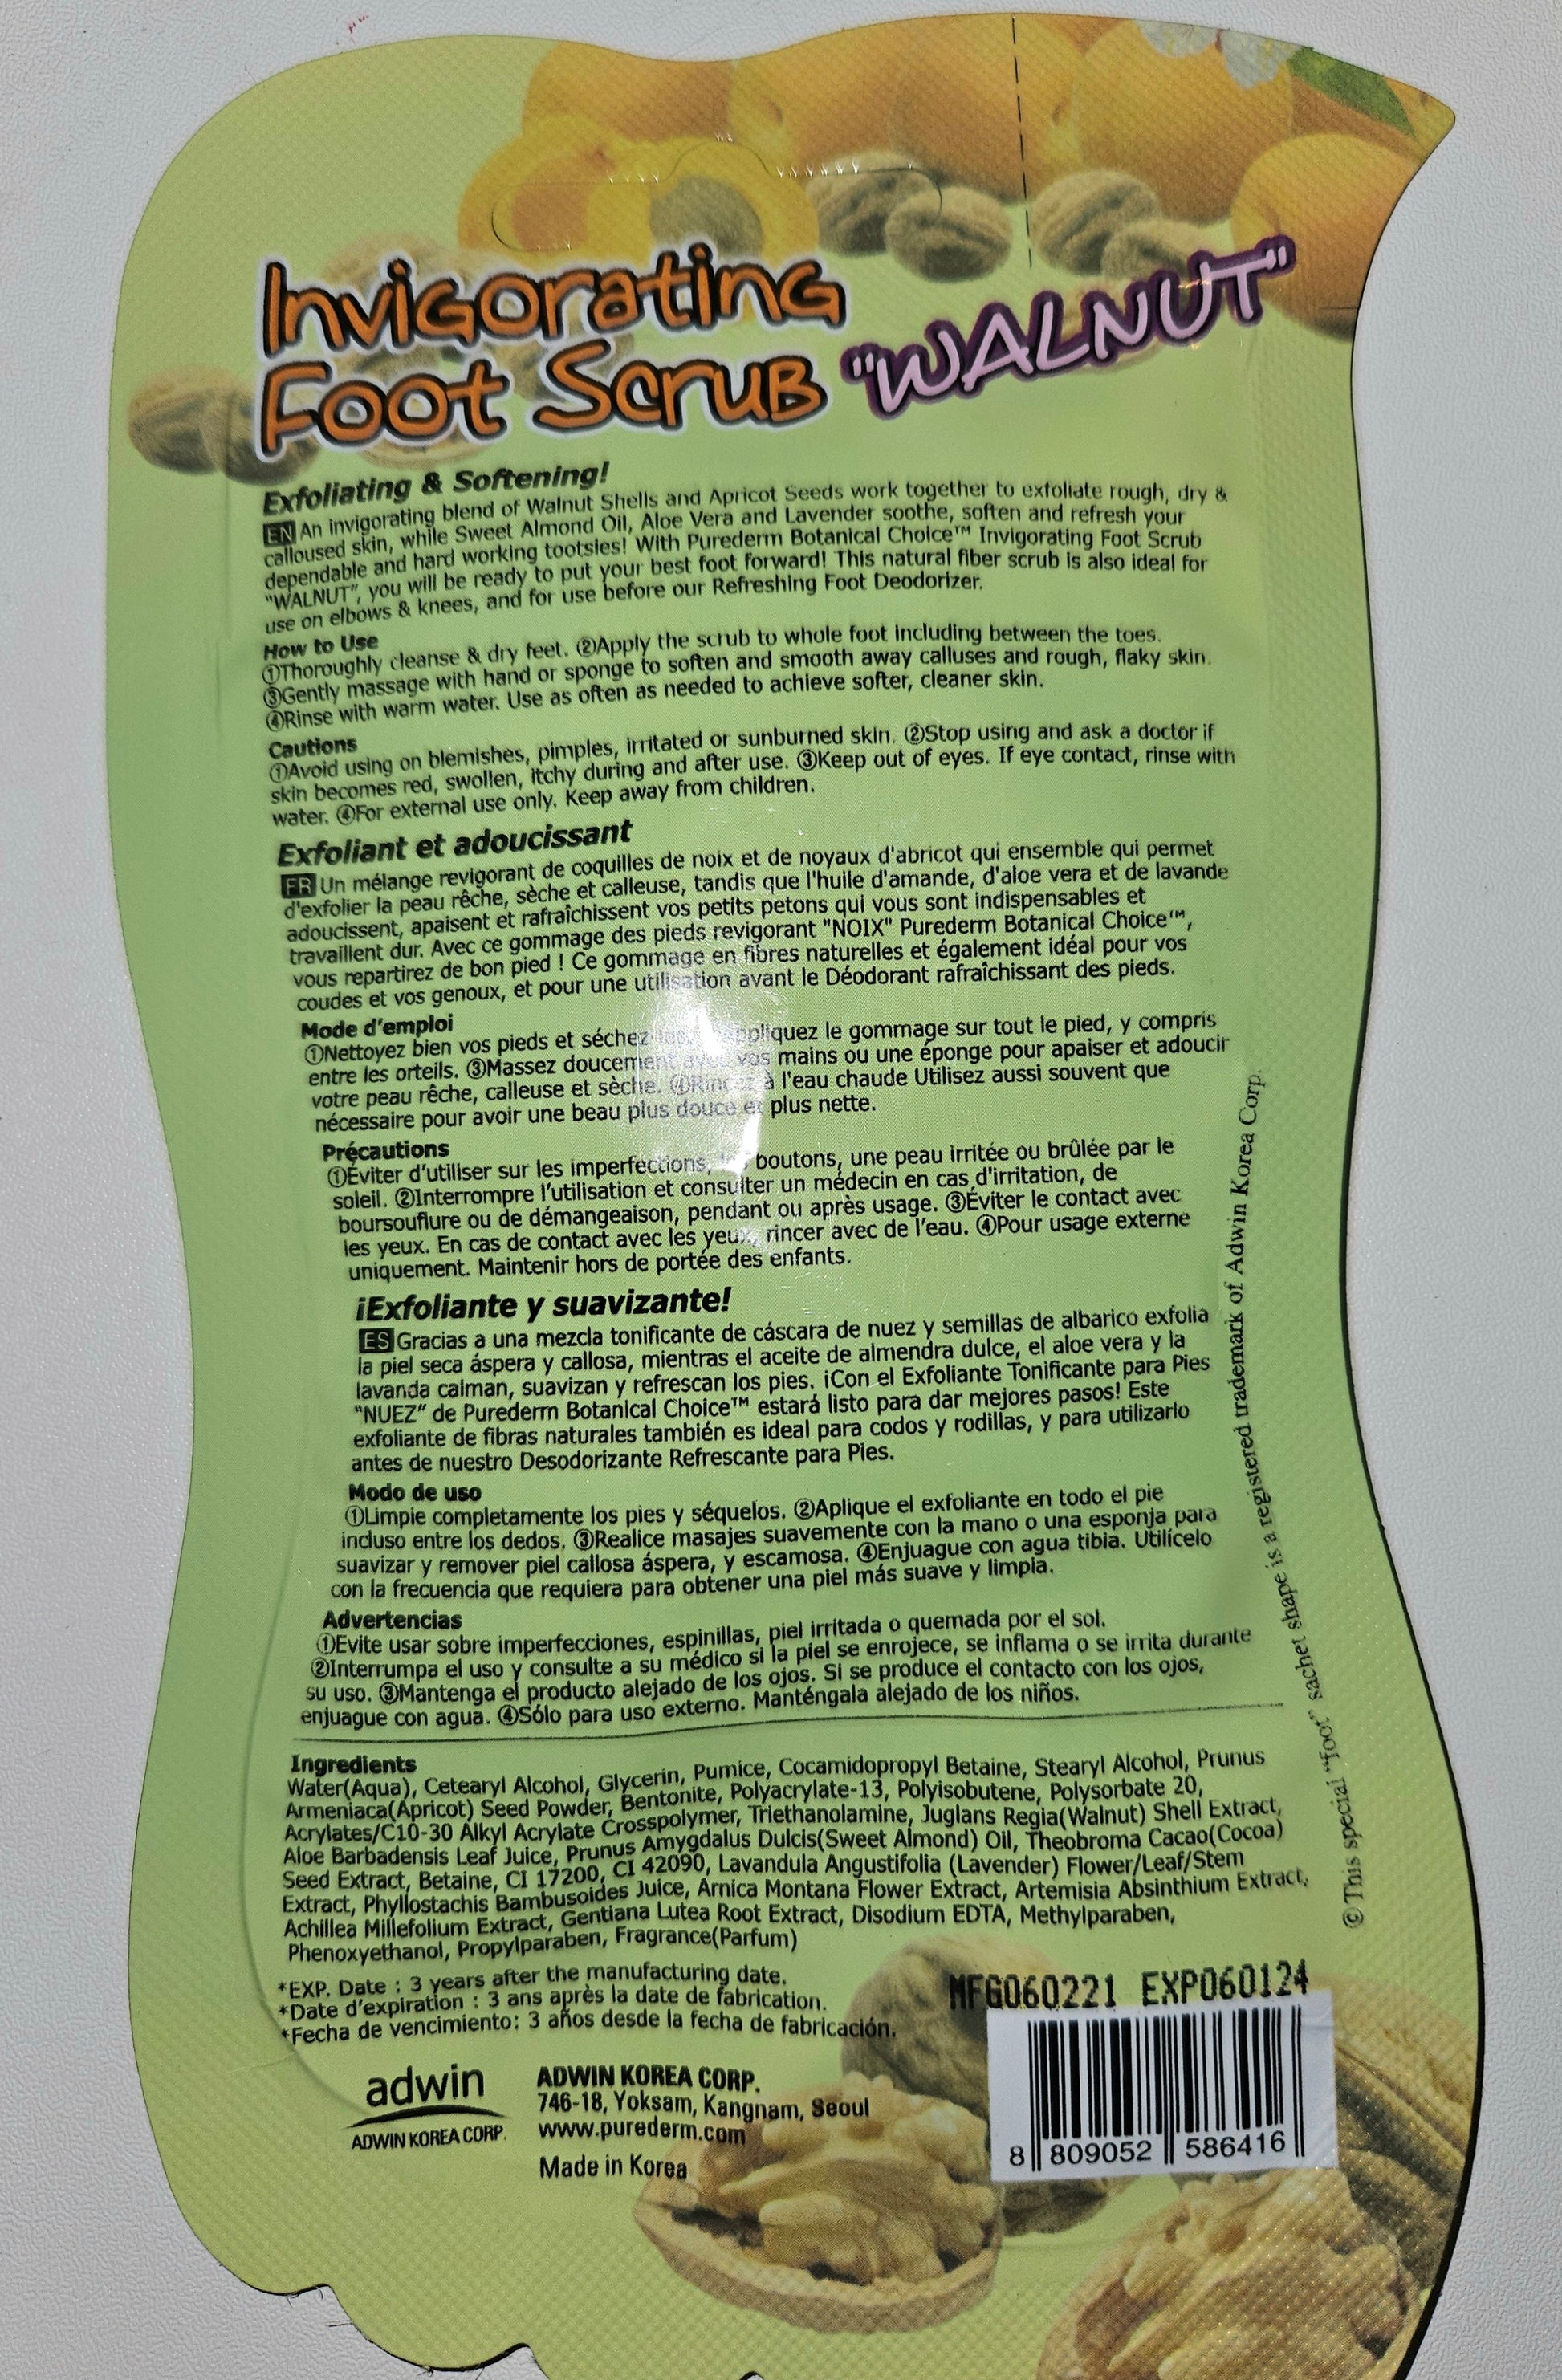 Invigorating
Foot Scrub "WALNUT"
Exfoliating & Softening!
EN An invigorating blend of Walnut Shells and Apricot Seeds work together to exfoliate rough, dry &
calloused skin, while Sweet Almond Oil, Aloe Vera and Lavender soothe, soften and refresh your
dependable and hard working tootsies! With Purederm Botanical Choice™ Invigorating Foot Scrub
"WALNUT", you will be ready to put your best foot forward! This natural fiber scrub is also ideal for
use on elbows & knees, and for use before our Refreshing Foot Deodorizer.
How to Use
①Thoroughly cleanse & dry feet. ②Apply the scrub to whole foot including between the toes.
③Gently massage with hand or sponge to soften and smooth away calluses and rough, flaky skin.
④Rinse with warm water. Use as often as needed to achieve softer, cleaner skin.
Cautions
①Avoid using on blemishes, pimples, irritated or sunburned skin. ②Stop using and ask a doctor if
skin becomes red, swollen, itchy during and after use. ③Keep out of eyes. If eye contact, rinse with
water. ④For external use only. Keep away from children.
Exfoliant et adoucissant
FR Un mélange revigorant de coquilles de noix et de noyaux d'abricot qui ensemble qui permet
d'exfolier la peau rêche, sèche et calleuse, tandis que l'huile d'amande, d'aloe vera et de lavande
adoucissent, apaisent et rafraîchissent vos petits petons qui vous sont indispensables et
travaillent dur. Avec ce gommage des pieds revigorant "NOIX" Purederm Botanical Choice™,
vous repartirez de bon pied ! Ce gommage en fibres naturelles et également idéal pour vos
coudes et vos genoux, et pour une utilisation avant le Déodorant rafraîchissant des pieds.
Mode d'emploi
①Nettoyez bien vos pieds et séchez appliquez le gommage sur tout le pied, y compris
entre les orteils. ③Massez doucement avec vos mains ou une éponge pour apaiser et adoucir
votre peau rêche, calleuse et sèche. ④Rincez à l'eau chaude Utilisez aussi souvent que
nécessaire pour avoir une beau plus douce et plus nette.
Précautions
①Éviter d'utiliser sur les imperfections, boutons, une peau irritée ou brûlée par le
soleil. ②Interrompre l'utilisation et consulter un médecin en cas d'irritation, de
boursouflure ou de démangeaison, pendant ou après usage. ③Éviter le contact avec
les yeux. En cas de contact avec les yeux, rincer avec de l'eau. ④Pour usage externe
uniquement. Maintenir hors de portée des enfants.
¡Exfoliante y suavizante!
ES Gracias a una mezcla tonificante de cáscara de nuez y semillas de albarico exfolia
la piel seca áspera y callosa, mientras el aceite de almendra dulce, el aloe vera y la
lavanda calman, suavizan y refrescan los pies. ¡Con el Exfoliante Tonificante para Pies
"NUEZ" de Purederm Botanical Choice™ estará listo para dar mejores pasos! Este
exfoliante de fibras naturales también es ideal para codos y rodillas, y para utilizarlo
antes de nuestro Desodorizante Refrescante para Pies.
Modo de uso
①Limpie completamente los pies y séquelos. ②Aplique el exfoliante en todo el pie
incluso entre los dedos. ③Realice masajes suavemente con la mano o una esponja para
suavizar y remover piel callosa áspera, y escamosa. ④Enjuague con agua tibia. Utilícelo
con la frecuencia que requiera para obtener una piel más suave y limpia.
Advertencias
①Evite usar sobre imperfecciones, espinillas, piel irritada o quemada por el sol.
②Interrumpa el uso y consulte a su médico si la piel se enrojece, se inflama o se irrita durante
su uso. ③Mantenga el producto alejado de los ojos. Si se produce el contacto con los ojos,
enjuague con agua. ④Sólo para uso externo. Manténgala alejado de los niños.
© This special "foot" sachet shape is a registered trademark of Adwin Korea Corp.
Ingredients
Water(Aqua), Cetearyl Alcohol, Glycerin, Pumice, Cocamidopropyl Betaine, Stearyl Alcohol, Prunus
Armeniaca(Apricot) Seed Powder, Bentonite, Polyacrylate-13, Polyisobutene, Polysorbate 20,
Acrylates/C10-30 Alkyl Acrylate Crosspolymer, Triethanolamine, Juglans Regia(Walnut) Shell Extract,
Aloe Barbadensis Leaf Juice, Prunus Amygdalus Dulcis(Sweet Almond) Oil, Theobroma Cacao(Cocoa)
Seed Extract, Betaine, CI 17200, CI 42090, Lavandula Angustifolia (Lavender) Flower/Leaf/Stem
Extract, Phyllostachis Bambusoides Juice, Arnica Montana Flower Extract, Artemisia Absinthium Extract,
Achillea Millefolium Extract, Gentiana Lutea Root Extract, Disodium EDTA, Methylparaben,
Phenoxyethanol, Propylparaben, Fragrance(Parfum)
*EXP. Date : 3 years after the manufacturing date.
*Date d'expiration : 3 ans après la date de fabrication.
*Fecha de vencimiento: 3 años desde la fecha de fabricación.
MFG060221 EXP060124
adwin
ADWIN KOREA CORP.
ADWIN KOREA CORP.
746-18, Yoksam, Kangnam, Seoul
www.purederm.com
Made in Korea
8 809052 586416